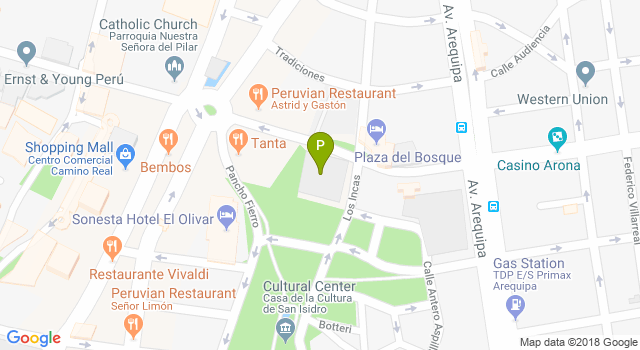 Catholic Church
Parroquia Nuestra
Señora del Pilar
Ernst & Young Perú
Tradiciones
Av. Arequipa
Calle Audiencia
Peruvian Restaurant
Astrid y Gastón
Western Union
Shopping Mall
Centro Comercial
Camino Real
Bembos
Tanta
P
Plaza del Bosque
Casino Arona
Pancho Fierro
Los Incas
Av. Arequipa
Federico Villarreal
Sonesta Hotel El Olivar
Restaurante Vivaldi
Peruvian Restaurant
Señor Limón
Cultural Center
Casa de la Cultura
de San Isidro
Botteri
Calle Antero Aspíll
Gas Station
TDP E/S Primax
Arequipa
Google
Map data ©2018 Google